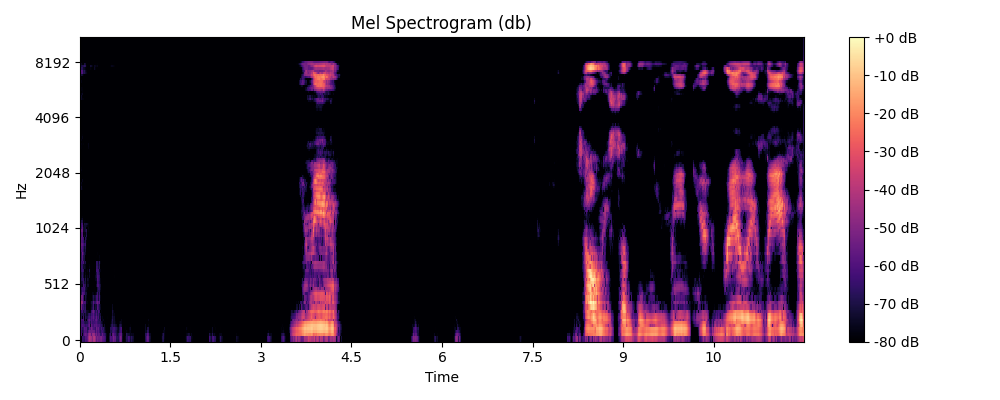 Mel Spectrogram (db)
8192
4096
2048
1024
512
0
Hz
0 1.5 3 4.5 6 7.5 9 10
Time
+0 dB
-10 dB
-20 dB
-30 dB
-40 dB
-50 dB
-60 dB
-70 dB
-80 dB